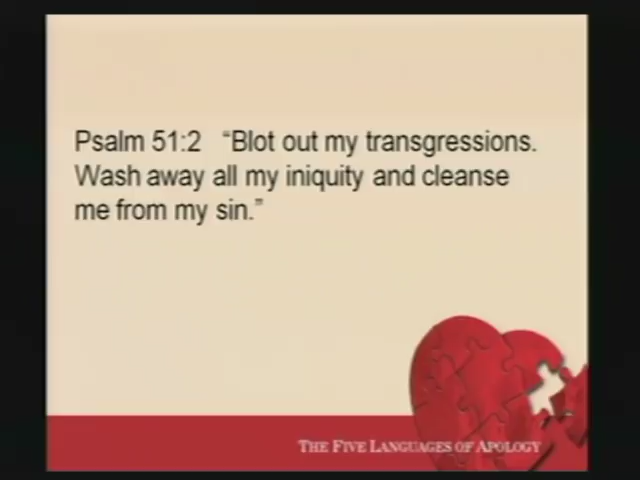 Psalm 51:2 “Blot out my transgressions.
Wash away all my iniquity and cleanse
me from my sin.”
THE FIVE LANGUAGES OF APOLOGY